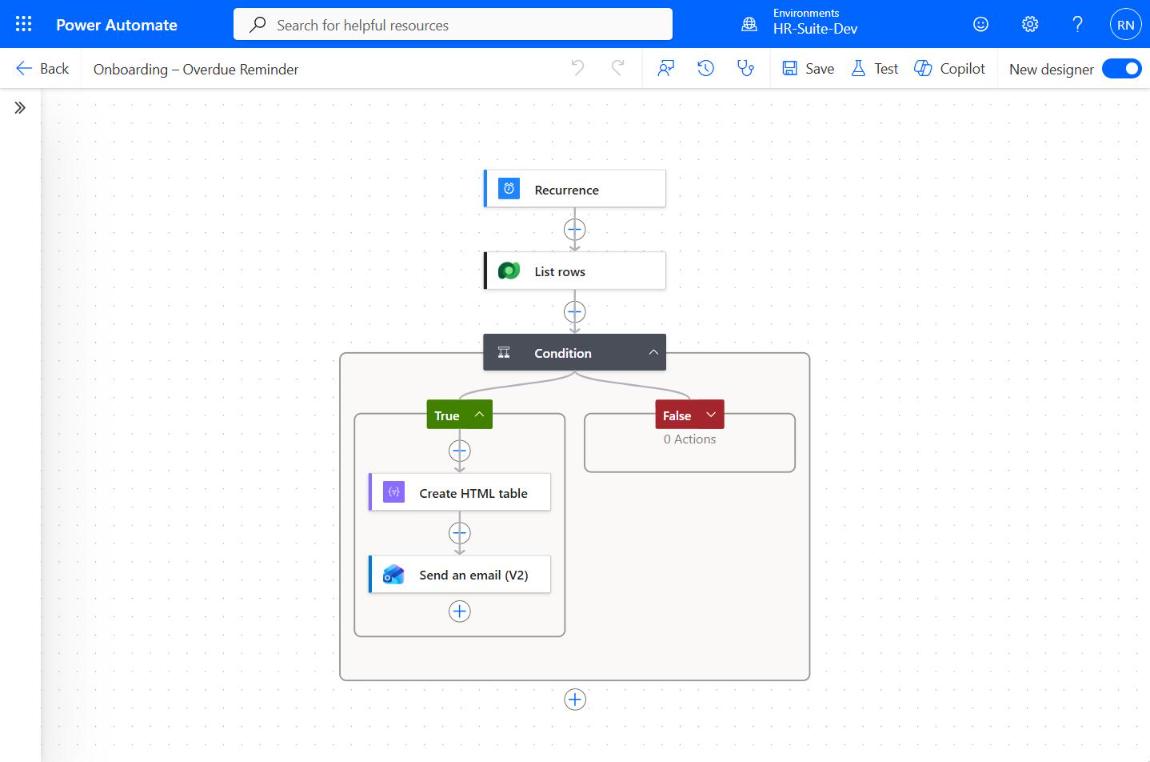 Power Automate
Search for helpful resources
Environments
HR-Suite-Dev
?
RN
Back
Onboarding – Overdue Reminder
Save
Test
Copilot
New designer
Recurrence
List rows
Condition
True
False
0 Actions
Create HTML table
Send an email (V2)